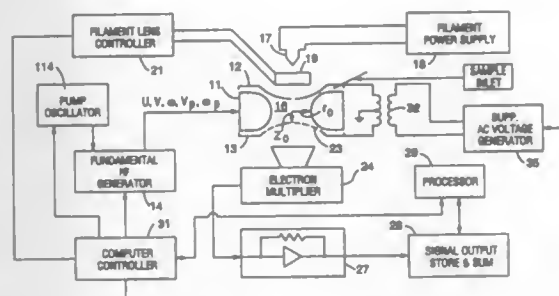 FILAMENT LENS
CONTROLLER
21
17
19
FILAMENT
POWER SUPPLY
18
114
PUMP
OSCILLATOR
12
11
16
r₀
Z₀
SAMPLE
INLET
U, V, ω, Vₚ, ωₚ
32
SUPP.
AC VOLTAGE
GENERATOR
35
FUNDAMENTAL
RF
GENERATOR
14
13
23
24
ELECTRON
MULTIPLIER
29
PROCESSOR
31
COMPUTER
CONTROLLER
27
28
SIGNAL OUTPUT
STORE & SUM